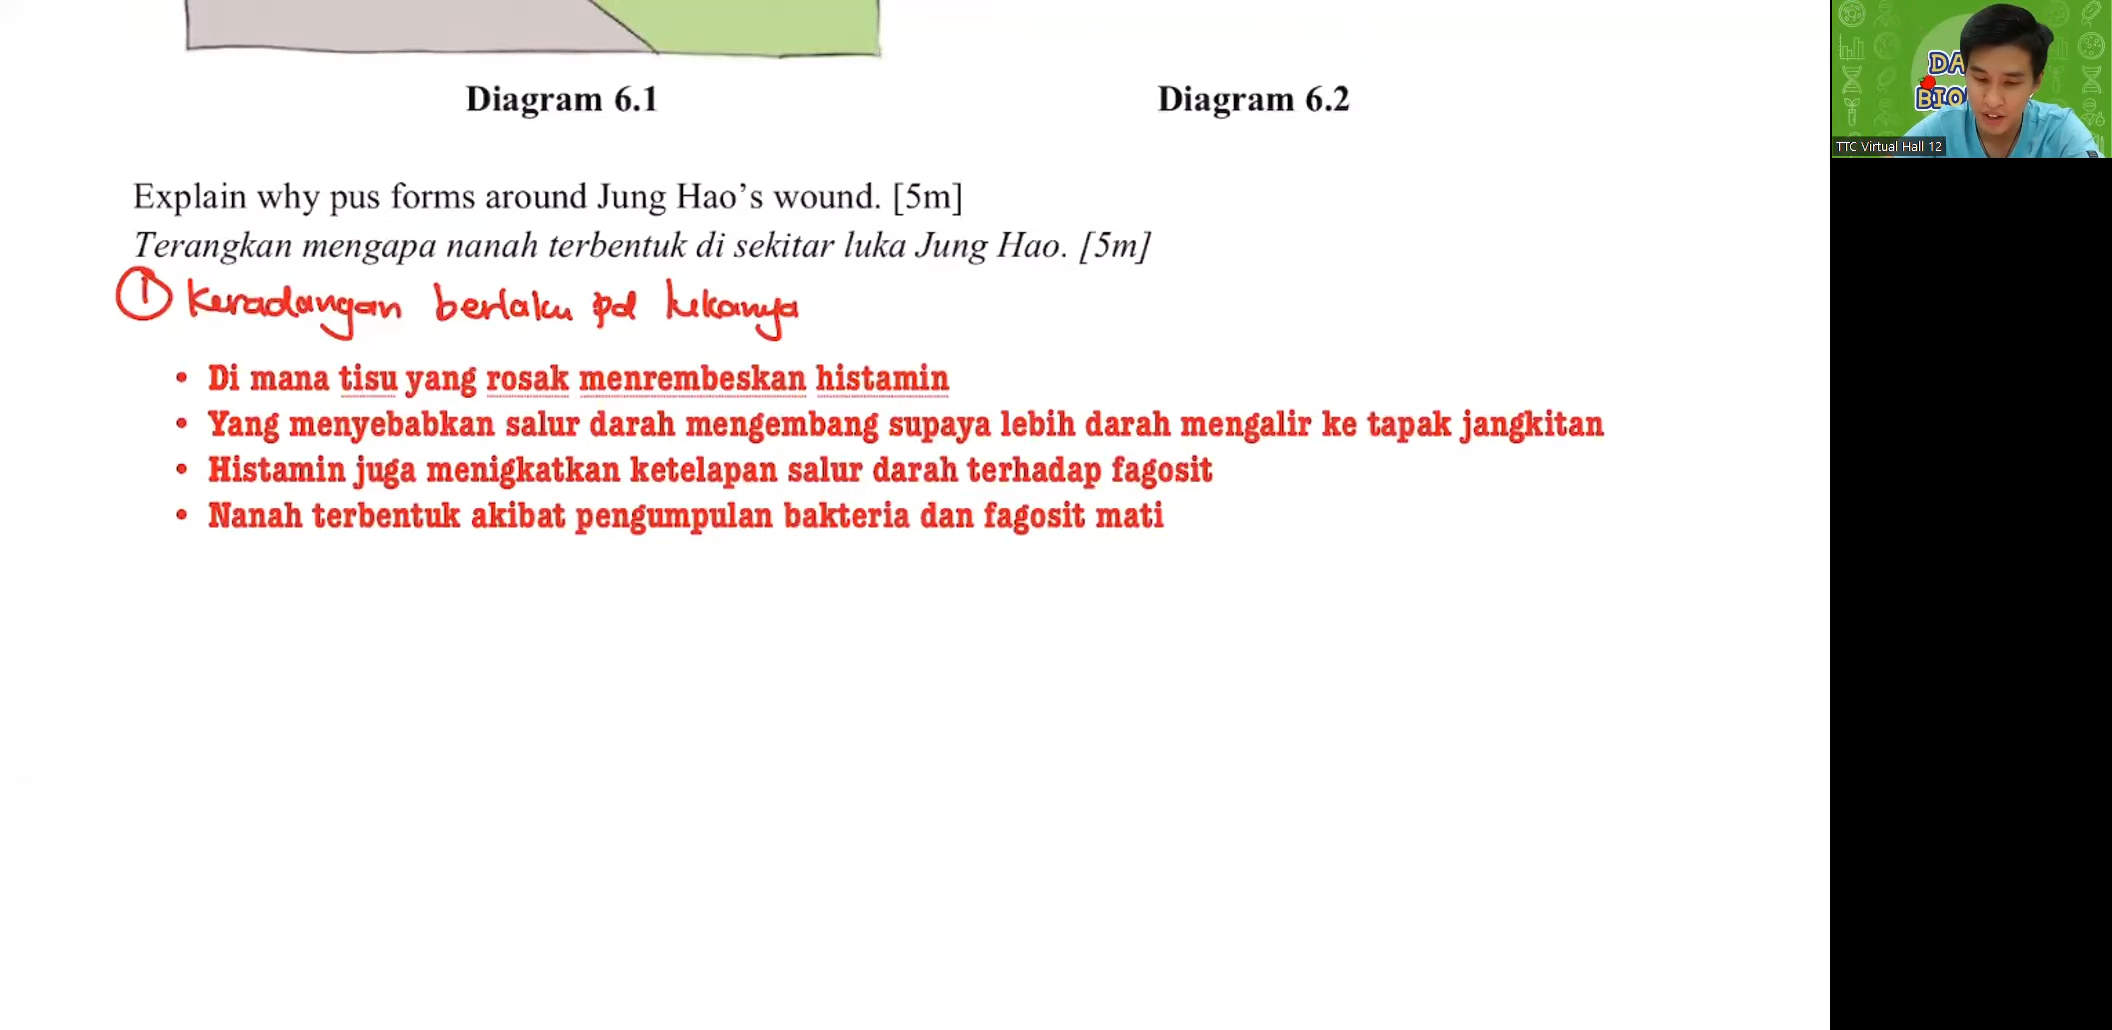 Diagram 6.1
Diagram 6.2
Explain why pus forms around Jung Hao's wound. [5m]
Terangkan mengapa nanah terbentuk di sekitar luka Jung Hao. [5m]
① Keradangan berlaku pd lukanya
• Di mana tisu yang rosak menrembeskan histamin
• Yang menyebabkan salur darah mengembang supaya lebih darah mengalir ke tapak jangkitan
• Histamin juga menigkatkan ketelapan salur darah terhadap fagosit
• Nanah terbentuk akibat pengumpulan bakteria dan fagosit mati
DA
BIO
TTC Virtual Hall 12